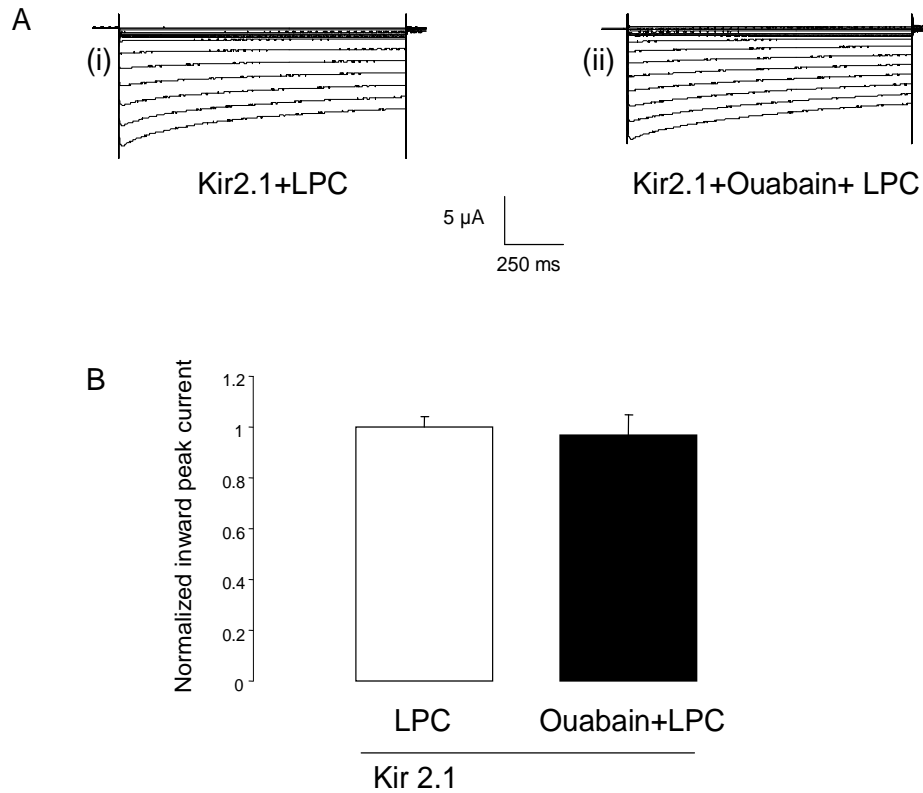 A
(i)
(ii)
Kir2.1+LPC
Kir2.1+Ouabain+ LPC
5 µA
250 ms
B
Normalized inward peak current
1.2
1
0.8
0.6
0.4
0.2
0
LPC
Ouabain+LPC
Kir 2.1